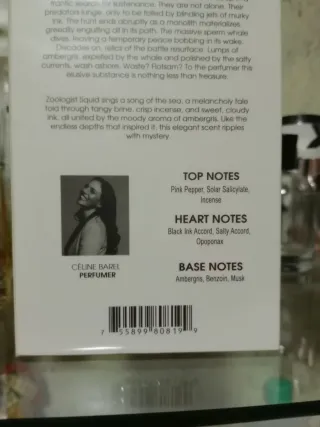 frantic search for sustenance. They are not alone. Their
predators lunge, only to be foiled by blinding jets of musky
ink. The hunt ends abruptly as a monolith materializes,
greedily engulfing all in its path. The massive sperm whale
dives, leaving a temporary peace bobbing in its wake.
Decades on, relics of the battle resurface. Lumps of
ambergris, expelled by the whale and polished by the salty
currents, wash ashore. Waste? Flotsam? To the perfumer this
elusive substance is nothing less than treasure.
Zoologist Squid sings a song of the sea, a melancholy tale
told through tangy brine, crisp incense, and sweet, cloudy
ink, all united by the moody aroma of ambergris. Like
the endless depths that inspired it, this elegant scent ripples
with mystery.
TOP NOTES
Pink Pepper, Solar Salicylate,
Incense
HEART NOTES
Black Ink Accord, Salty Accord,
Opoponax
BASE NOTES
Ambergris, Benzoin, Musk
CÉLINE BAREL
PERFUMER
7 55899 80819 9